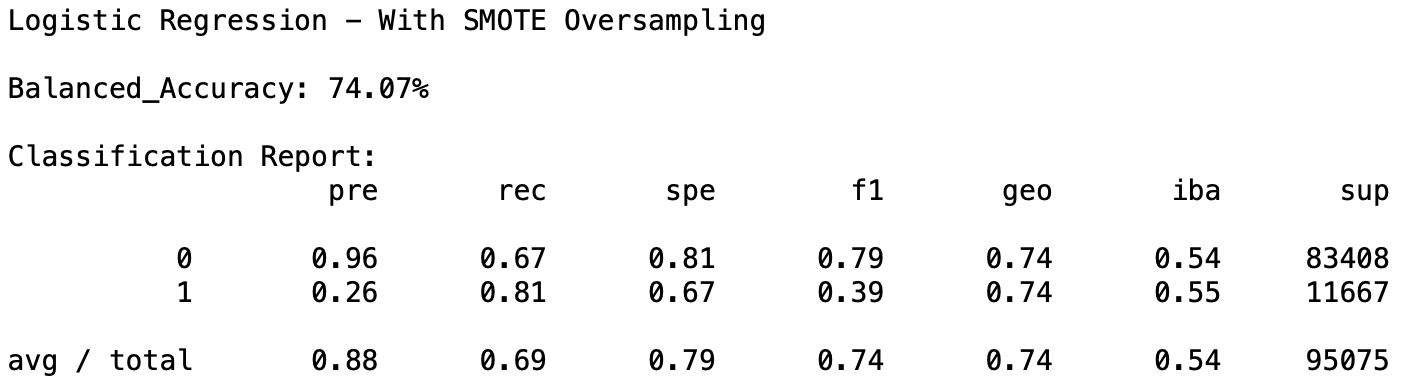 Logistic Regression - With SMOTE Oversampling
Balanced_Accuracy: 74.07%
Classification Report:
pre rec spe f1 geo iba sup
0 0.96 0.67 0.81 0.79 0.74 0.54 83408
1 0.26 0.81 0.67 0.39 0.74 0.55 11667
avg / total 0.88 0.69 0.79 0.74 0.74 0.54 95075